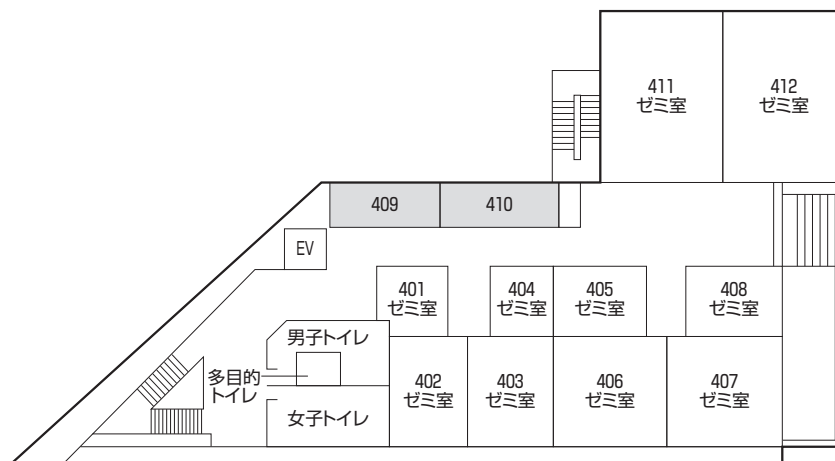 411
ゼミ室
412
ゼミ室
409
410
EV
401
ゼミ室
404
ゼミ室
405
ゼミ室
408
ゼミ室
男子トイレ
多目的
トイレ
女子トイレ
402
ゼミ室
403
ゼミ室
406
ゼミ室
407
ゼミ室